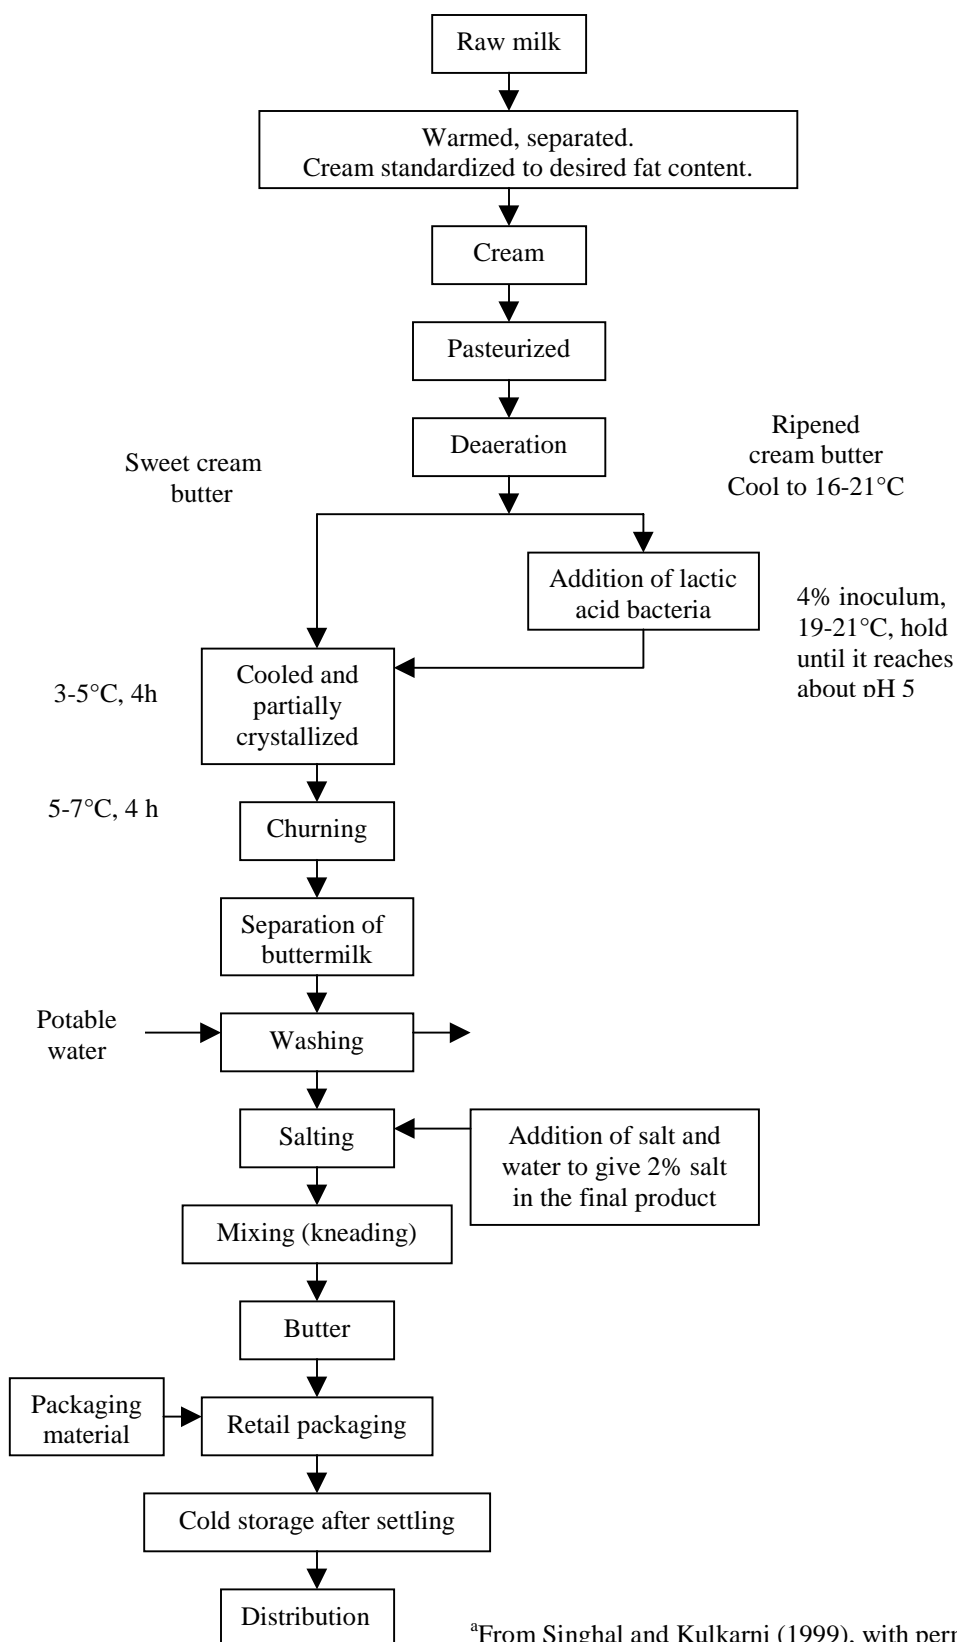 Raw milk
Warmed, separated.
Cream standardized to desired fat content.
Cream
Pasteurized
Deaeration
Sweet cream
butter
Ripened
cream butter
Cool to 16-21°C
Addition of lactic
acid bacteria
4% inoculum,
19-21°C, hold
until it reaches
about pH 5
3-5°C, 4h
Cooled and
partially
crystallized
5-7°C, 4 h
Churning
Separation of
buttermilk
Potable
water
Washing
Salting
Addition of salt and
water to give 2% salt
in the final product
Mixing (kneading)
Butter
Packaging
material
Retail packaging
Cold storage after settling
Distribution
ᵃFrom Singhal and Kulkarni (1999), with